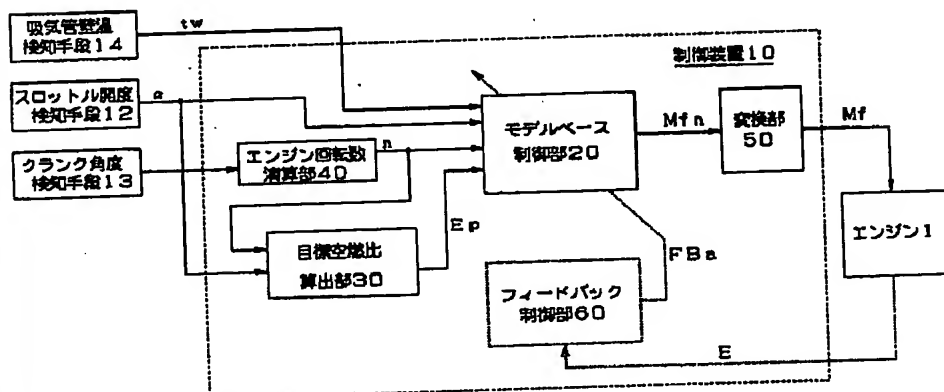 吸気管壁温
検知手段14
tw
制御装置10
スロットル開度
検知手段12
α
モデルベース
制御部20
Mfn
変換部
50
Mf
クランク角度
検知手段13
エンジン回転数
演算部40
n
エンジン1
目標空燃比
算出部30
Ep
FBa
フィードバック
制御部60
E